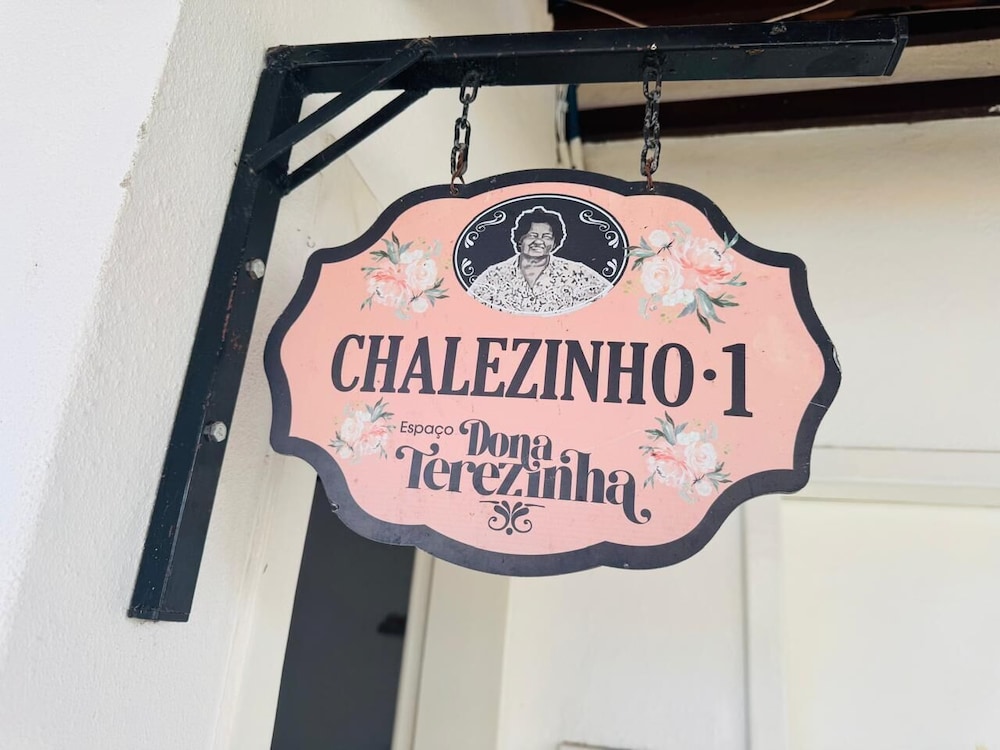 CHALEZINHO · 1
Espaço Dona
Terezinha